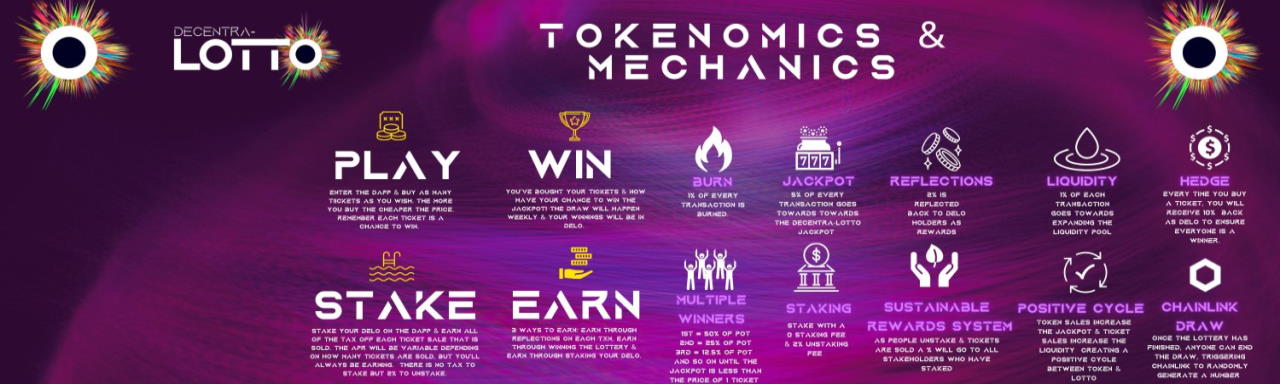 DECENTRA-
LOTTO
TOKENOMICS &
MECHANICS
PLAY
ENTER THE DAPP & BUY AS MANY
TICKETS AS YOU WISH. THE MORE
YOU BUY THE CHEAPER THE PRICE.
REMEMBER EACH TICKET IS A
CHANCE TO WIN.
WIN
YOU'VE BOUGHT YOUR TICKETS & NOW
HAVE YOUR CHANCE TO WIN THE
JACKPOT! THE DRAW WILL HAPPEN
WEEKLY & YOUR WINNINGS WILL BE IN
DELO.
BURN
1% OF EVERY
TRANSACTION IS
BURNED.
JACKPOT
5% OF EVERY
TRANSACTION GOES
TOWARDS TOWARDS
THE DECENTRA-LOTTO
JACKPOT
REFLECTIONS
2% IS
REFLECTED
BACK TO DELO
HOLDERS AS
REWARDS
LIQUIDITY
1% OF EACH
TRANSACTION
GOES TOWARDS
EXPANDING THE
LIQUIDITY POOL
HEDGE
EVERY TIME YOU BUY
A TICKET, YOU WILL
RECEIVE 10% BACK
AS DELO TO ENSURE
EVERYONE IS A
WINNER.
STAKE
STAKE YOUR DELO ON THE DAPP & EARN ALL
OF THE TAX OFF EACH TICKET SALE THAT IS
SOLD. THE APR WILL BE VARIABLE DEPENDING
ON HOW MANY TICKETS ARE SOLD, BUT YOU'LL
ALWAYS BE EARNING. THERE IS NO TAX TO
STAKE BUT 2% TO UNSTAKE.
EARN
3 WAYS TO EARN: EARN THROUGH
REFLECTIONS ON EACH TXN, EARN
THROUGH WINNING THE LOTTERY &
EARN THROUGH STAKING YOUR DELO.
MULTIPLE
WINNERS
1ST = 50% OF POT
2ND = 25% OF POT
3RD = 12.5% OF POT
AND SO ON UNTIL THE
JACKPOT IS LESS THAN
THE PRICE OF 1 TICKET
STAKING
STAKE WITH A
0 STAKING FEE
& 2% UNSTAKING
FEE
SUSTAINABLE
REWARDS SYSTEM
AS PEOPLE UNSTAKE & TICKETS
ARE SOLD A % WILL GO TO ALL
STAKEHOLDERS WHO HAVE
STAKED
POSITIVE CYCLE
TOKEN SALES INCREASE
THE JACKPOT & TICKET
SALES INCREASE THE
LIQUIDITY CREATING A
POSITIVE CYCLE
BETWEEN TOKEN &
LOTTO
CHAINLINK
DRAW
ONCE THE LOTTERY HAS
FINISHED, ANYONE CAN END
THE DRAW, TRIGGERING
CHAINLINK TO RANDOMLY
GENERATE A NUMBER